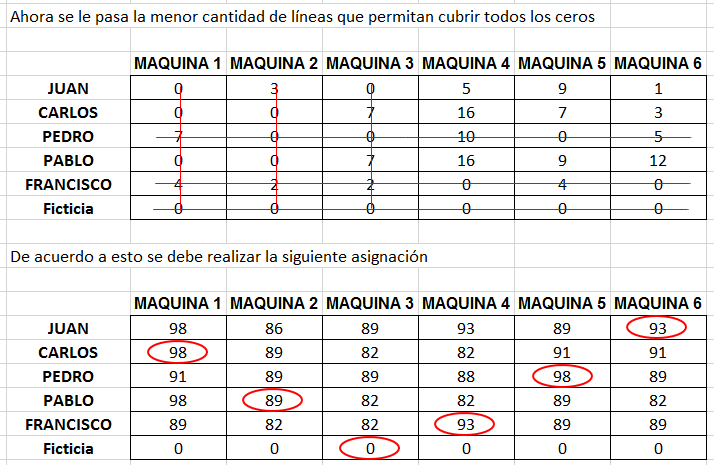 Ahora se le pasa la menor cantidad de líneas que permitan cubrir todos los ceros
MAQUINA 1 MAQUINA 2 MAQUINA 3 MAQUINA 4 MAQUINA 5 MAQUINA 6
JUAN 0 3 0 5 9 1
CARLOS 0 0 7 16 7 3
PEDRO 7 0 0 10 0 5
PABLO 0 0 7 16 9 12
FRANCISCO 4 2 2 0 4 0
Ficticia 0 0 0 0 0 0
De acuerdo a esto se debe realizar la siguiente asignación
MAQUINA 1 MAQUINA 2 MAQUINA 3 MAQUINA 4 MAQUINA 5 MAQUINA 6
JUAN 98 86 89 93 89 93
CARLOS 98 89 82 82 91 91
PEDRO 91 89 89 88 98 89
PABLO 98 89 82 82 89 82
FRANCISCO 89 82 82 93 89 89
Ficticia 0 0 0 0 0 0